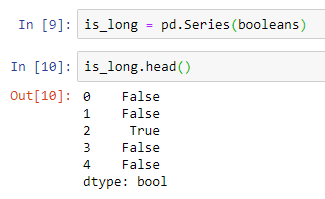 In [9]: is_long = pd.Series(booleans)
In [10]: is_long.head()
Out[10]: 0    False
1    False
2     True
3    False
4    False
dtype: bool